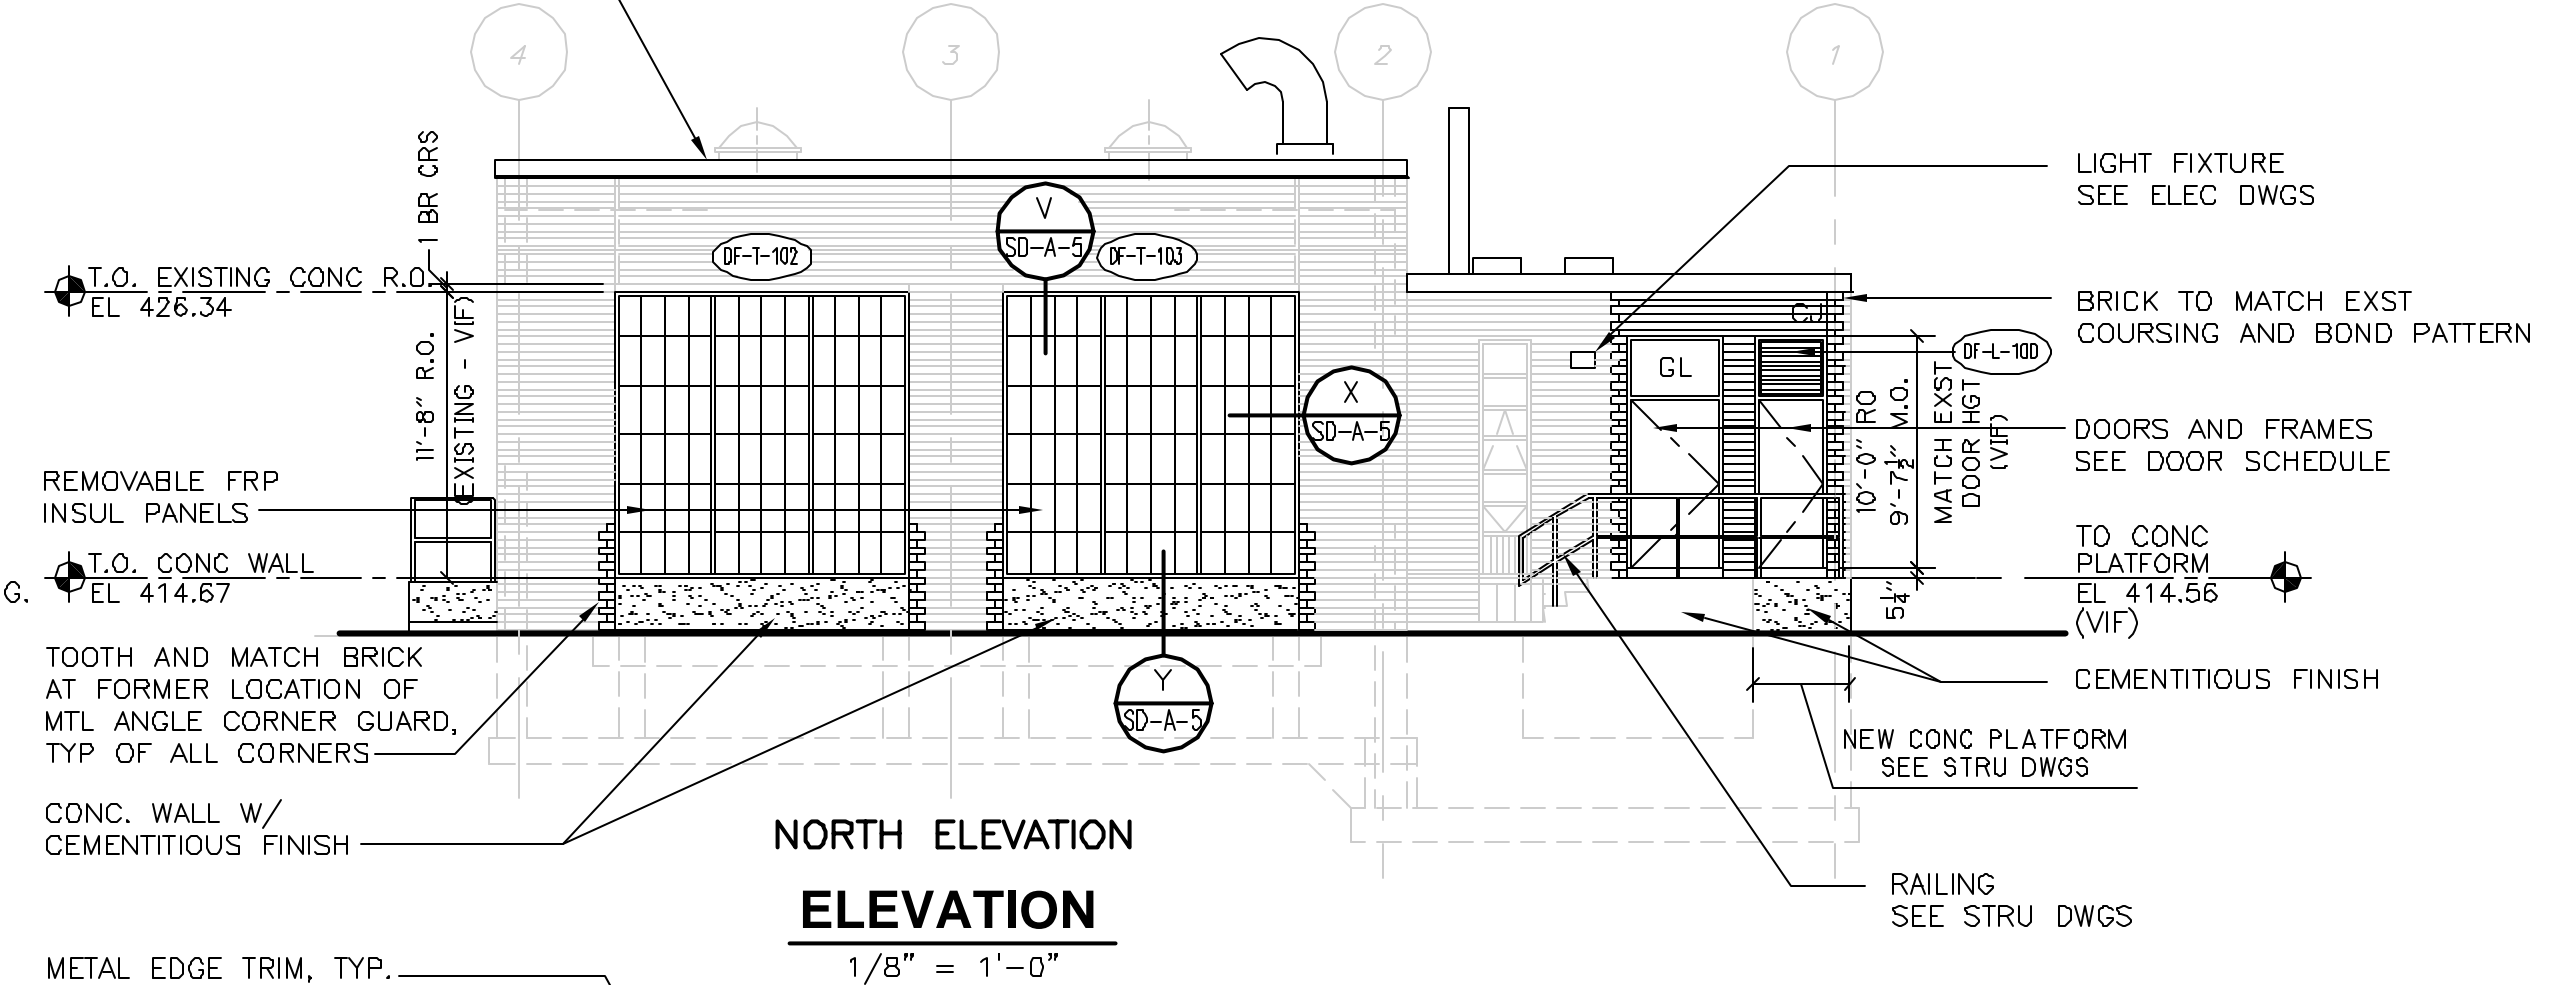 4
3
2
1
1 BR CRS
T.O. EXISTING CONC R.O.
EL 426.34
11'-8" R.O.
(EXISTING - VIF)
REMOVABLE FRP
INSUL PANELS
T.O. CONC WALL
EL 414.67
G.
TOOTH AND MATCH BRICK
AT FORMER LOCATION OF
MTL ANGLE CORNER GUARD,
TYP OF ALL CORNERS
CONC. WALL W/
CEMENTITIOUS FINISH
METAL EDGE TRIM, TYP.
DF-T-102
V
SD-A-5
DF-T-103
X
SD-A-5
Y
SD-A-5
CJ
GL
DF-L-100
LIGHT FIXTURE
SEE ELEC DWGS
BRICK TO MATCH EXST
COURSING AND BOND PATTERN
10'-0" RO
9'-7½" M.O.
MATCH EXST
DOOR HGT
(VIF)
DOORS AND FRAMES
SEE DOOR SCHEDULE
TO CONC
PLATFORM
EL 414.56
(VIF)
5¼"
CEMENTITIOUS FINISH
NEW CONC PLATFORM
SEE STRU DWGS
RAILING
SEE STRU DWGS
NORTH ELEVATION
ELEVATION
1/8" = 1'-0"